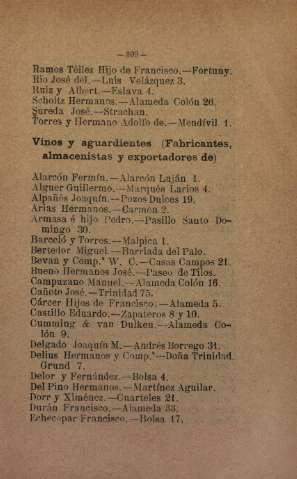 — 309 —
Ramos Téllez Hijo de Francisco.—Fortuny.
Rio José del.—Luis Velázquez 3.
Ruiz y Albert.—Eslava 4.
Scholtz Hermanos.—Alameda Colón 26.
Sureda José.—Strachan.
Torres y Hermano Adolfo de.—Mendívil 1.
Vinos y aguardientes (Fabricantes,
almacenistas y exportadores de)
Alarcón Fermín.—Alarcón Luján 4.
Alguer Guillermo.—Marqués Larios 4.
Alpañés Joaquín.—Pozos Dulces 19.
Arias Hermanos.—Carmen 2.
Armasa é hijo Pedro.—Pasillo Santo Do-
mingo 30.
Barceló y Torres.—Malpica 1.
Bertelor Miguel.—Barriada del Palo.
Bevan y Comp.ª W. C.—Casas Campos 21.
Bueno Hermanos José.—Paseo de Tilos.
Campuzano Manuel.—Alameda Colón 16.
Cañete José.—Trinidad 75.
Cárcer Hijos de Francisco.—Alameda 5.
Castillo Eduardo.—Zapateros 8 y 10.
Cumming & van Dulken.—Alameda Co-
lón 9.
Delgado Joaquín M.—Andrés Borrego 31.
Delius Hermanos y Comp.ª—Doña Trinidad
Grund 7.
Delor y Fernández.—Bolsa 4.
Del Pino Hermanos.—Martínez Aguilar.
Dorr y Ximénez.—Cuarteles 21.
Durán Francisco.—Alameda 33.
Echecopar Francisco.—Bolsa 17.